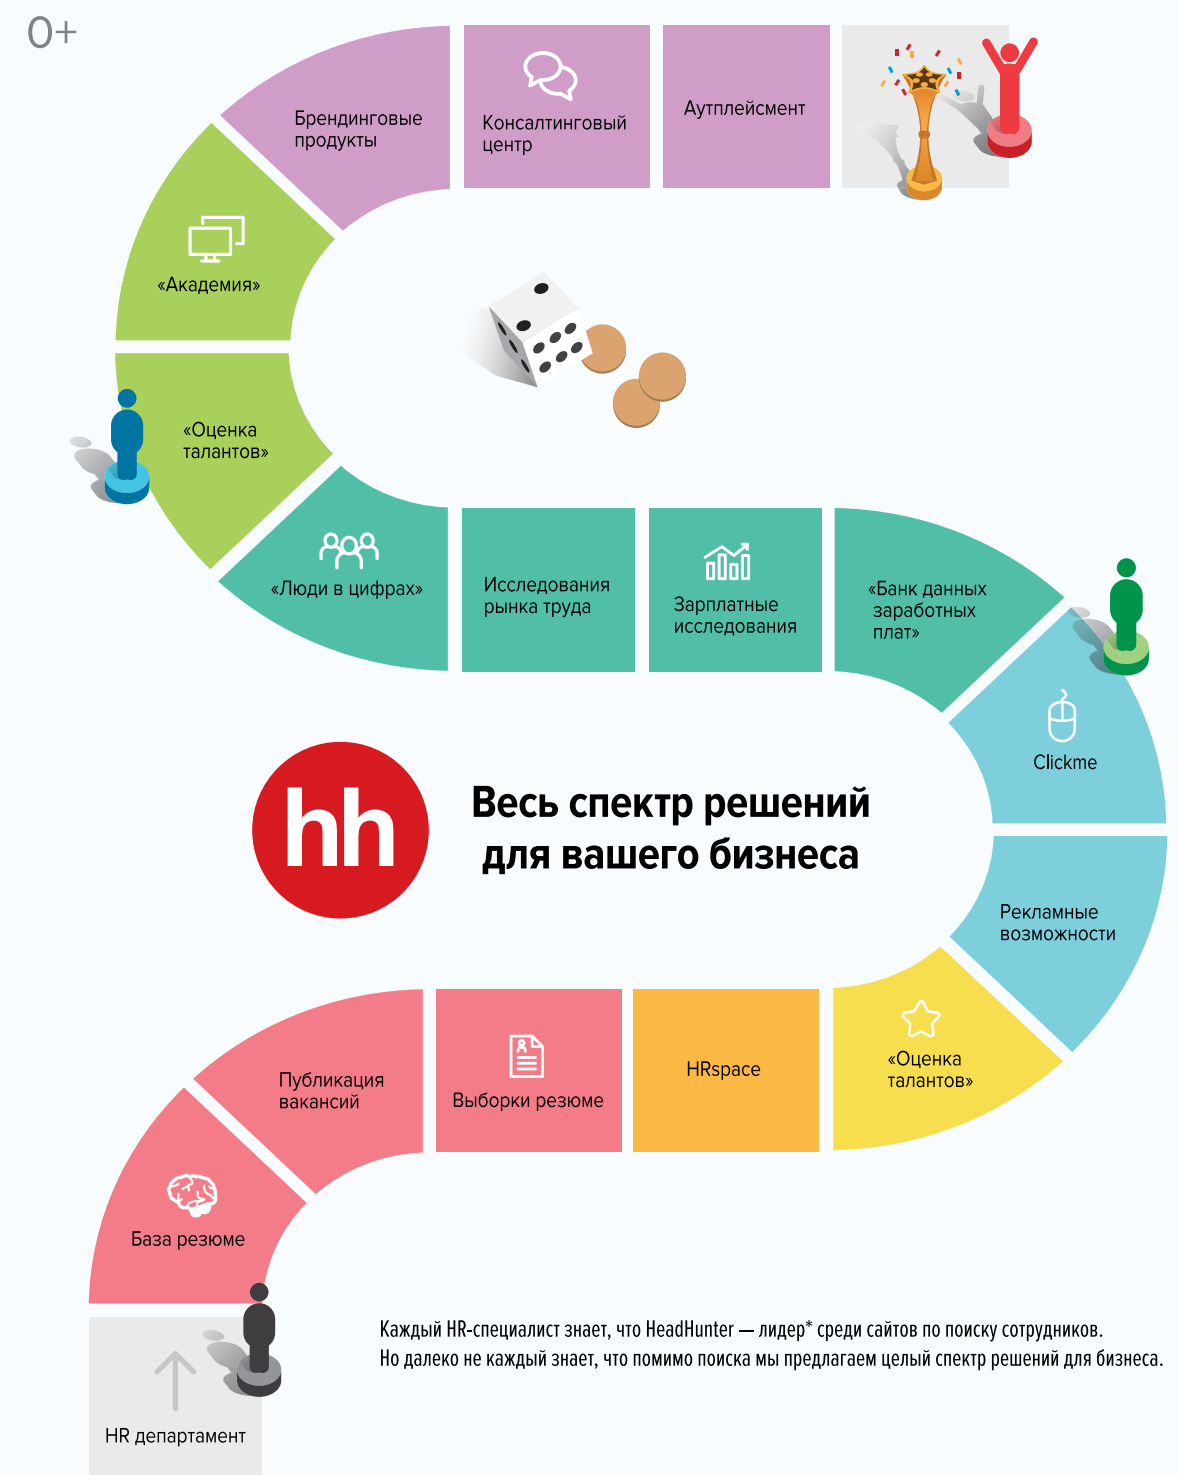 0+
Брендинговые
продукты
Консалтинговый
центр
Аутплейсмент
«Академия»
«Оценка
талантов»
«Люди в цифрах»
Исследования
рынка труда
Зарплатные
исследования
«Банк данных
заработных
плат»
Clickme
hh
Весь спектр решений
для вашего бизнеса
Рекламные
возможности
«Оценка
талантов»
HRspace
Выборки резюме
Публикация
вакансий
База резюме
Каждый HR-специалист знает, что HeadHunter — лидер* среди сайтов по поиску сотрудников.
Но далеко не каждый знает, что помимо поиска мы предлагаем целый спектр решений для бизнеса.
HR департамент